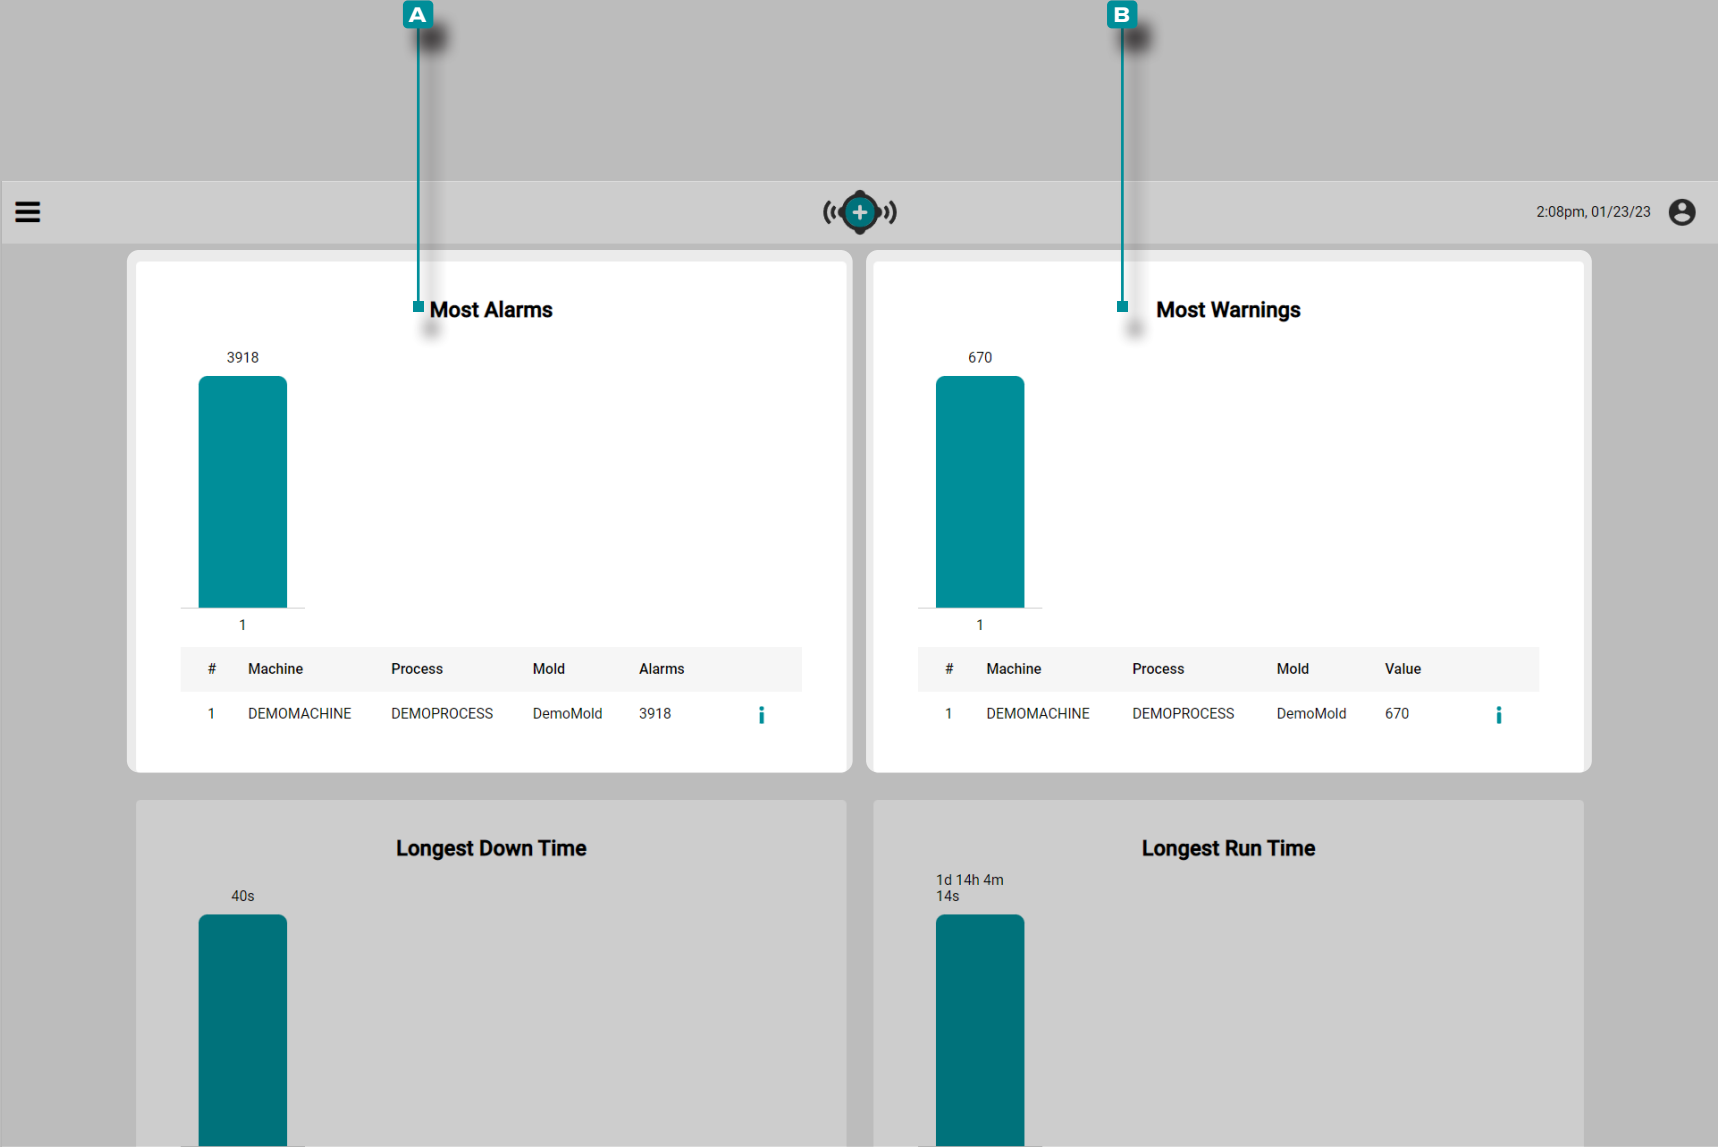 A
B
2:08pm, 01/23/23
Most Alarms
3918
1
# Machine Process Mold Alarms
1 DEMOMACHINE DEMOPROCESS DemoMold 3918
Most Warnings
670
1
# Machine Process Mold Value
1 DEMOMACHINE DEMOPROCESS DemoMold 670
Longest Down Time
40s
Longest Run Time
1d 14h 4m
14s